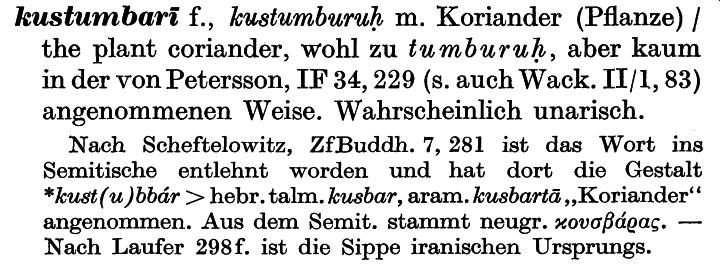 kustumbarī f., kustumburuḥ m. Koriander (Pflanze) /
the plant coriander, wohl zu tumburuḥ, aber kaum
in der von Petersson, IF 34, 229 (s. auch Wack. II/1, 83)
angenommenen Weise. Wahrscheinlich unarisch.
Nach Scheftelowitz, ZfBuddh. 7, 281 ist das Wort ins
Semitische entlehnt worden und hat dort die Gestalt
*kust(u)bbár > hebr. talm. kusbar, aram. kusbartā „Koriander“
angenommen. Aus dem Semit. stammt neugr. κουσβάρας. —
Nach Laufer 298f. ist die Sippe iranischen Ursprungs.